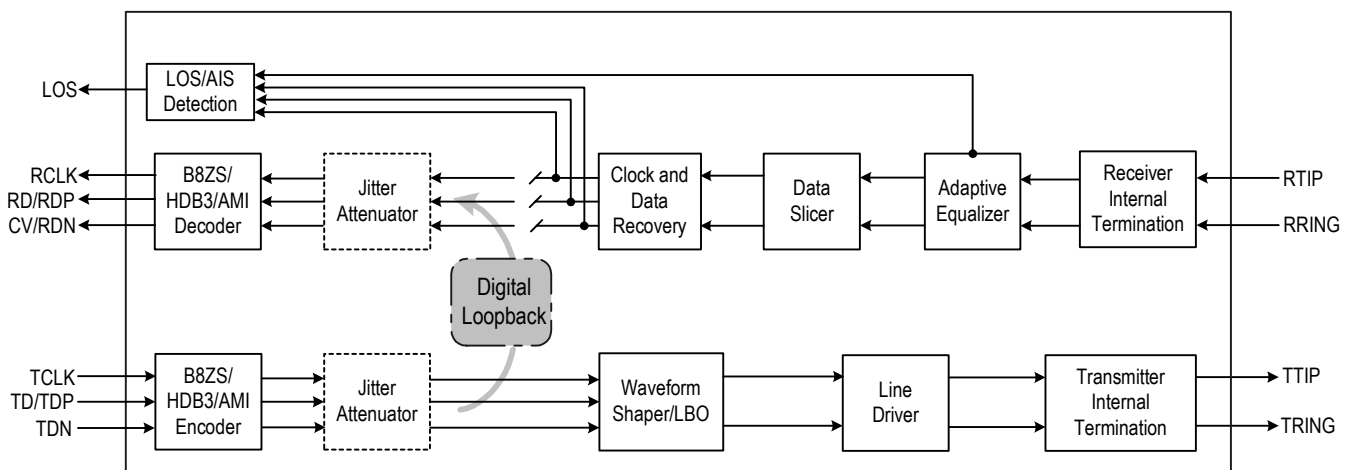 LOS
LOS/AIS
Detection
RCLK
RD/RDP
CV/RDN
B8ZS/
HDB3/AMI
Decoder
Jitter
Attenuator
Clock and
Data
Recovery
Data
Slicer
Adaptive
Equalizer
Receiver
Internal
Termination
RTIP
RRING
Digital
Loopback
TCLK
TD/TDP
TDN
B8ZS/
HDB3/AMI
Encoder
Jitter
Attenuator
Waveform
Shaper/LBO
Line
Driver
Transmitter
Internal
Termination
TTIP
TRING